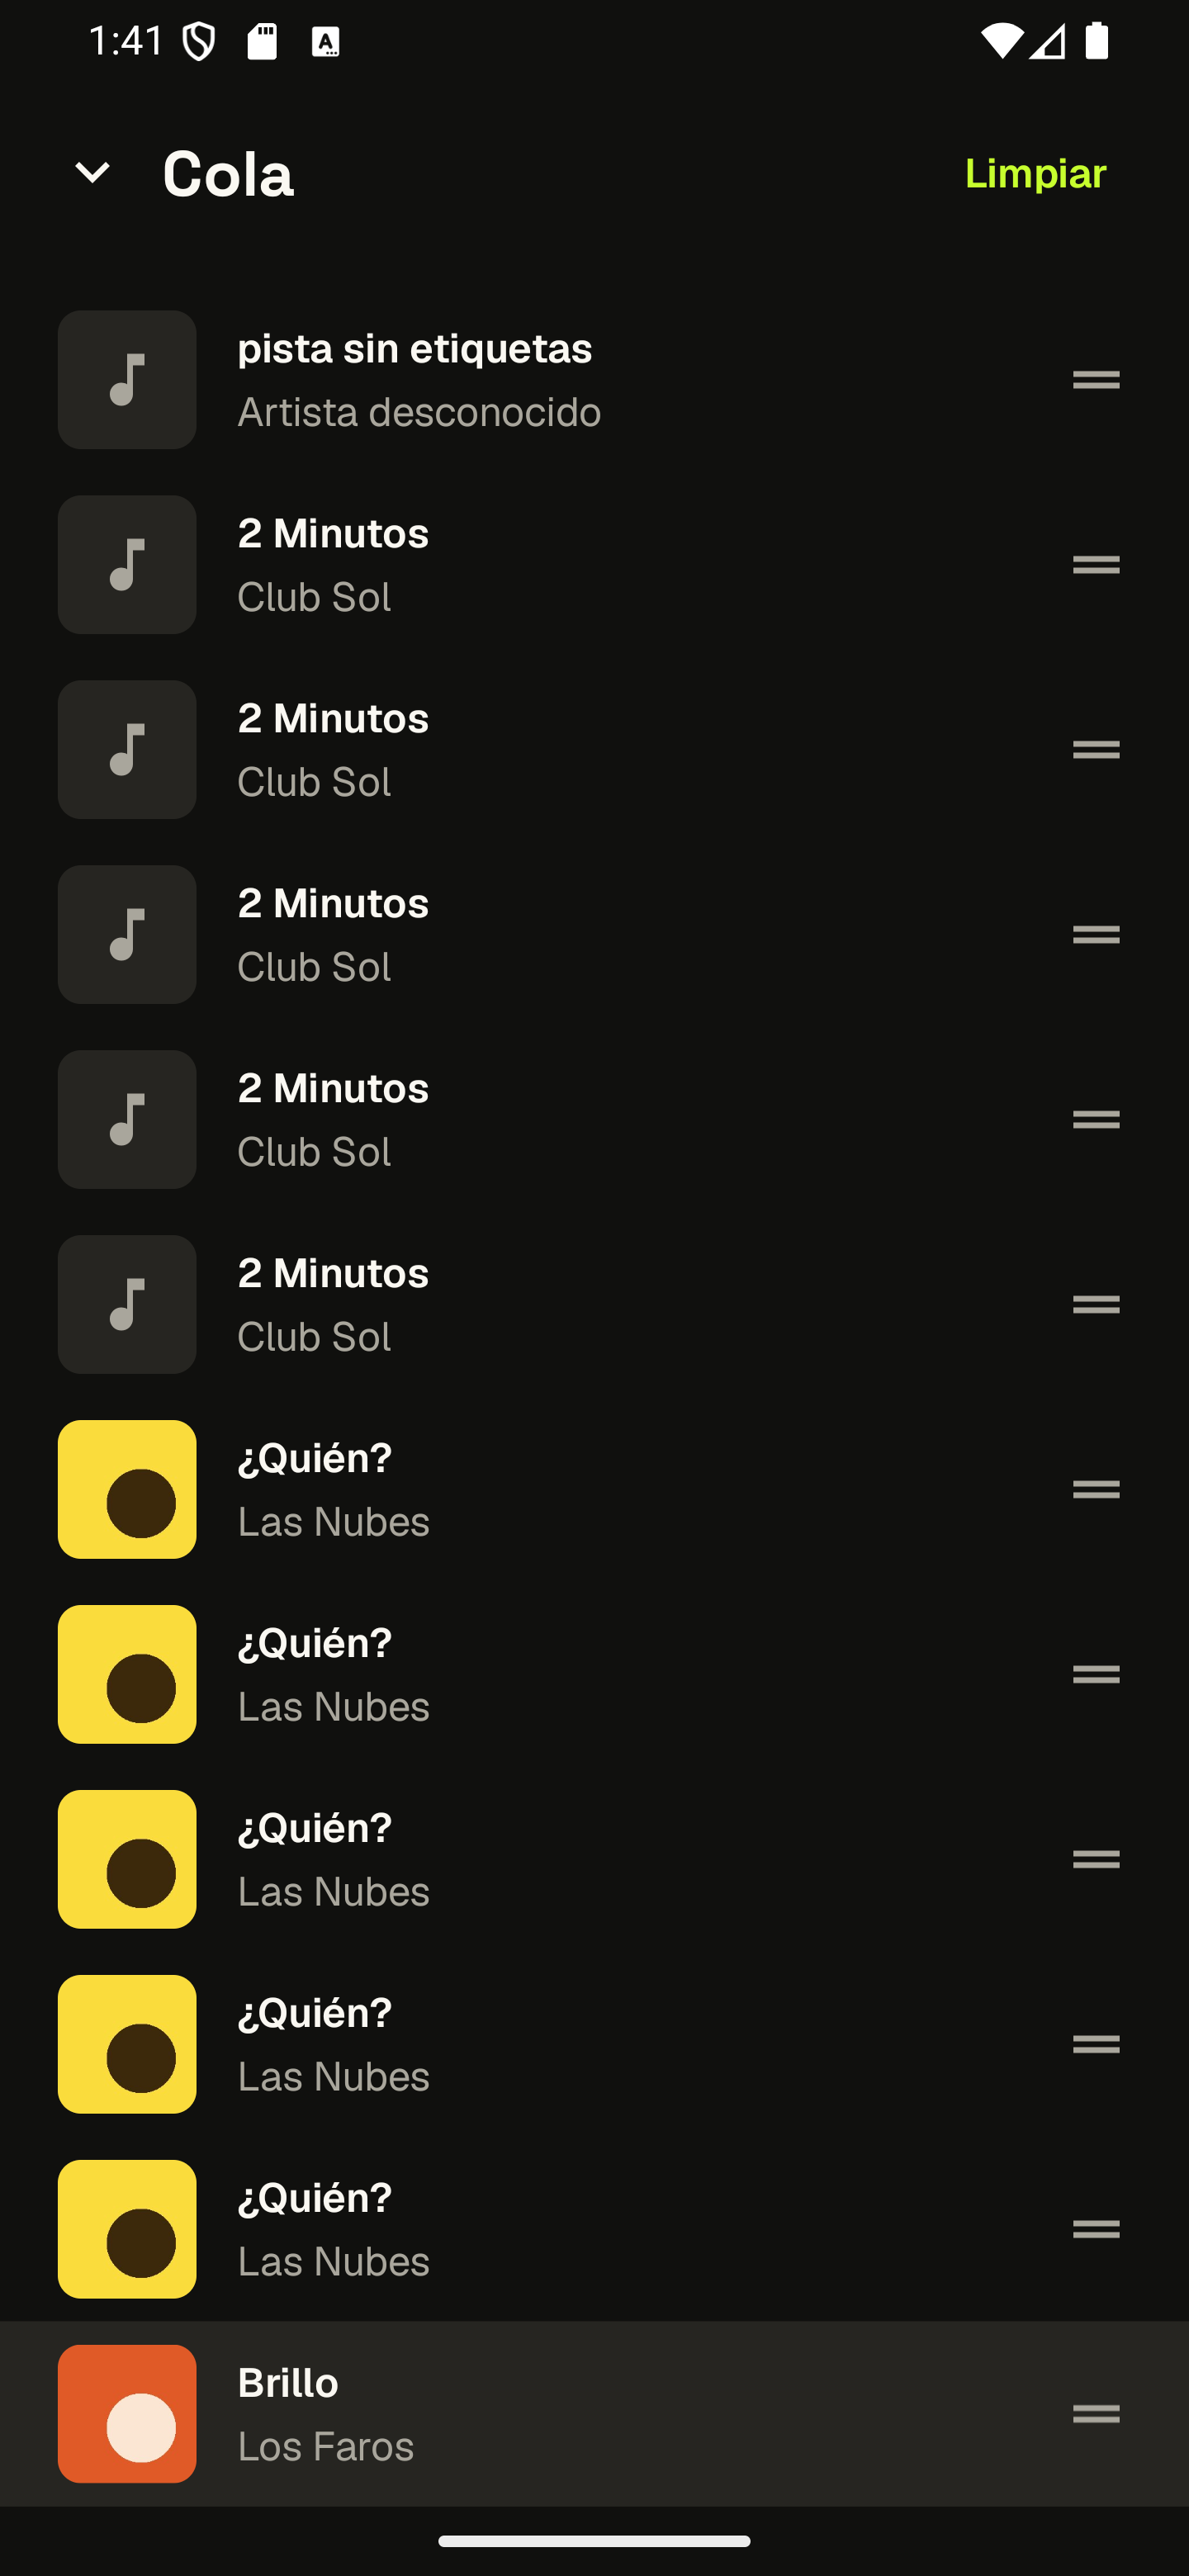 1:41
Cola
Limpiar
pista sin etiquetas
Artista desconocido
2 Minutos
Club Sol
2 Minutos
Club Sol
2 Minutos
Club Sol
2 Minutos
Club Sol
2 Minutos
Club Sol
¿Quién?
Las Nubes
¿Quién?
Las Nubes
¿Quién?
Las Nubes
¿Quién?
Las Nubes
¿Quién?
Las Nubes
Brillo
Los Faros